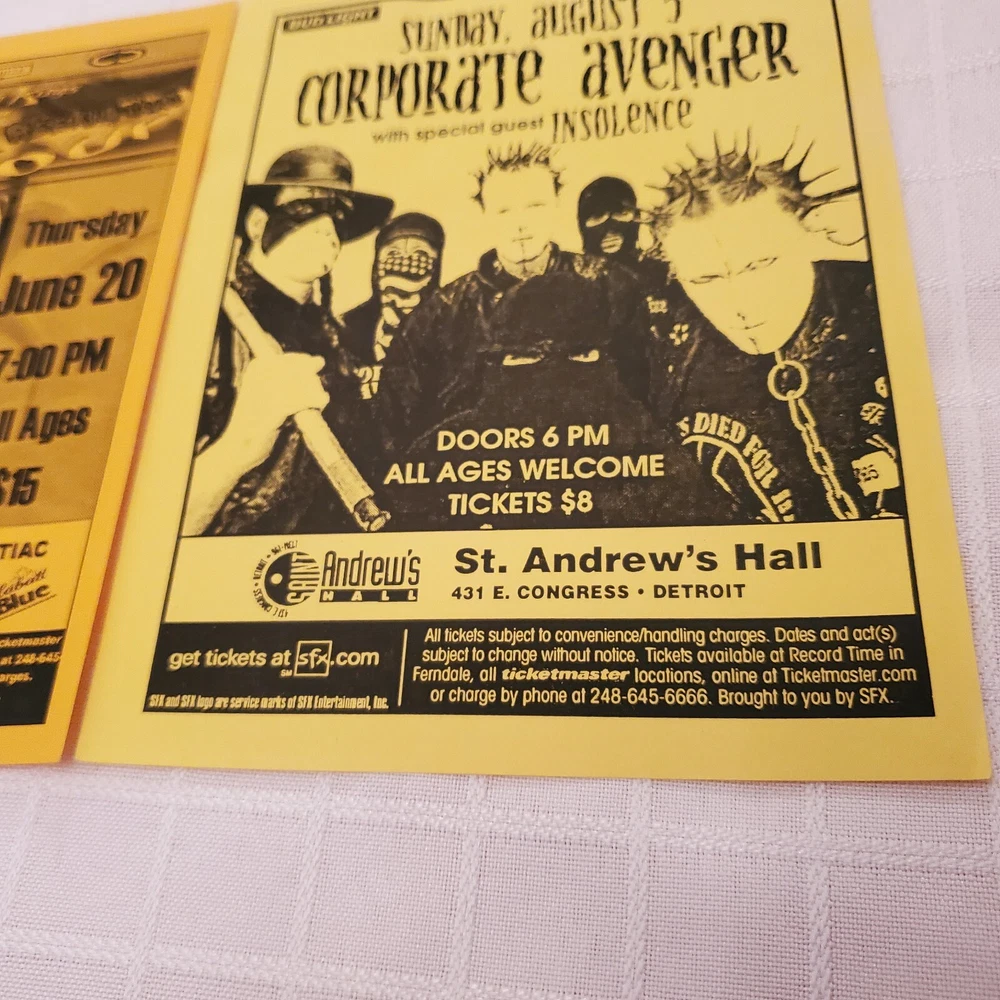 Thursday
June 20
7:00 PM
All Ages
$15
TIAC
Labatt
Blue
ticketmaster
at 248-645
arges.
BUD LIGHT
SUNDAY, AUGUST 5
CORPORATE AVENGER
with special guest INSOLENCE
S DIED FOR
DOORS 6 PM
ALL AGES WELCOME
TICKETS $8
Andrew's
HALL
St. Andrew's Hall
431 E. CONGRESS • DETROIT
get tickets at sfx.com
SM
SFX and SFX logo are service marks of SFX Entertainment, Inc.
All tickets subject to convenience/handling charges. Dates and act(s)
subject to change without notice. Tickets available at Record Time in
Ferndale, all ticketmaster locations, online at Ticketmaster.com
or charge by phone at 248-645-6666. Brought to you by SFX.